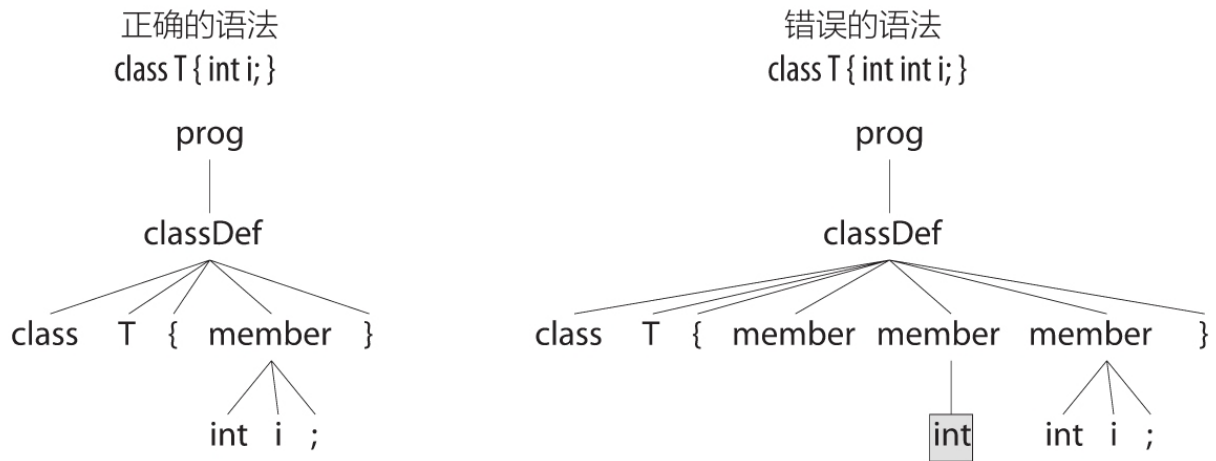 正确的语法
class T { int i; }
prog
classDef
class T { member }
int i ;
错误的语法
class T { int int i; }
prog
classDef
class T { member member member }
int int i ;